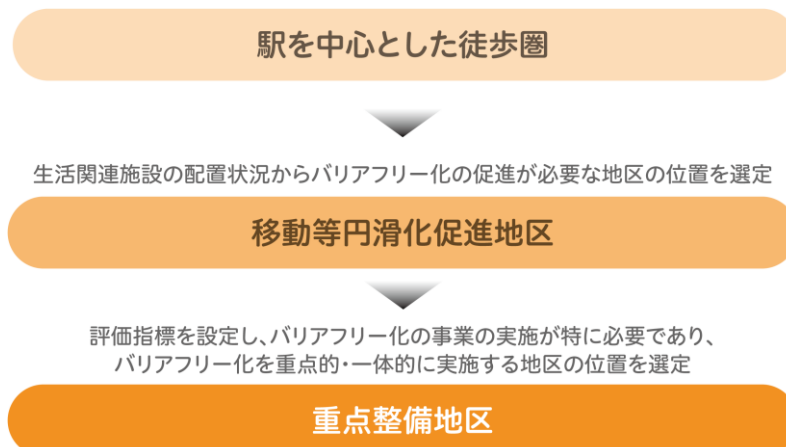 駅を中心とした徒歩圏
生活関連施設の配置状況からバリアフリー化の促進が必要な地区の位置を選定
移動等円滑化促進地区
評価指標を設定し、バリアフリー化の事業の実施が特に必要であり、
バリアフリー化を重点的・一体的に実施する地区の位置を選定
重点整備地区